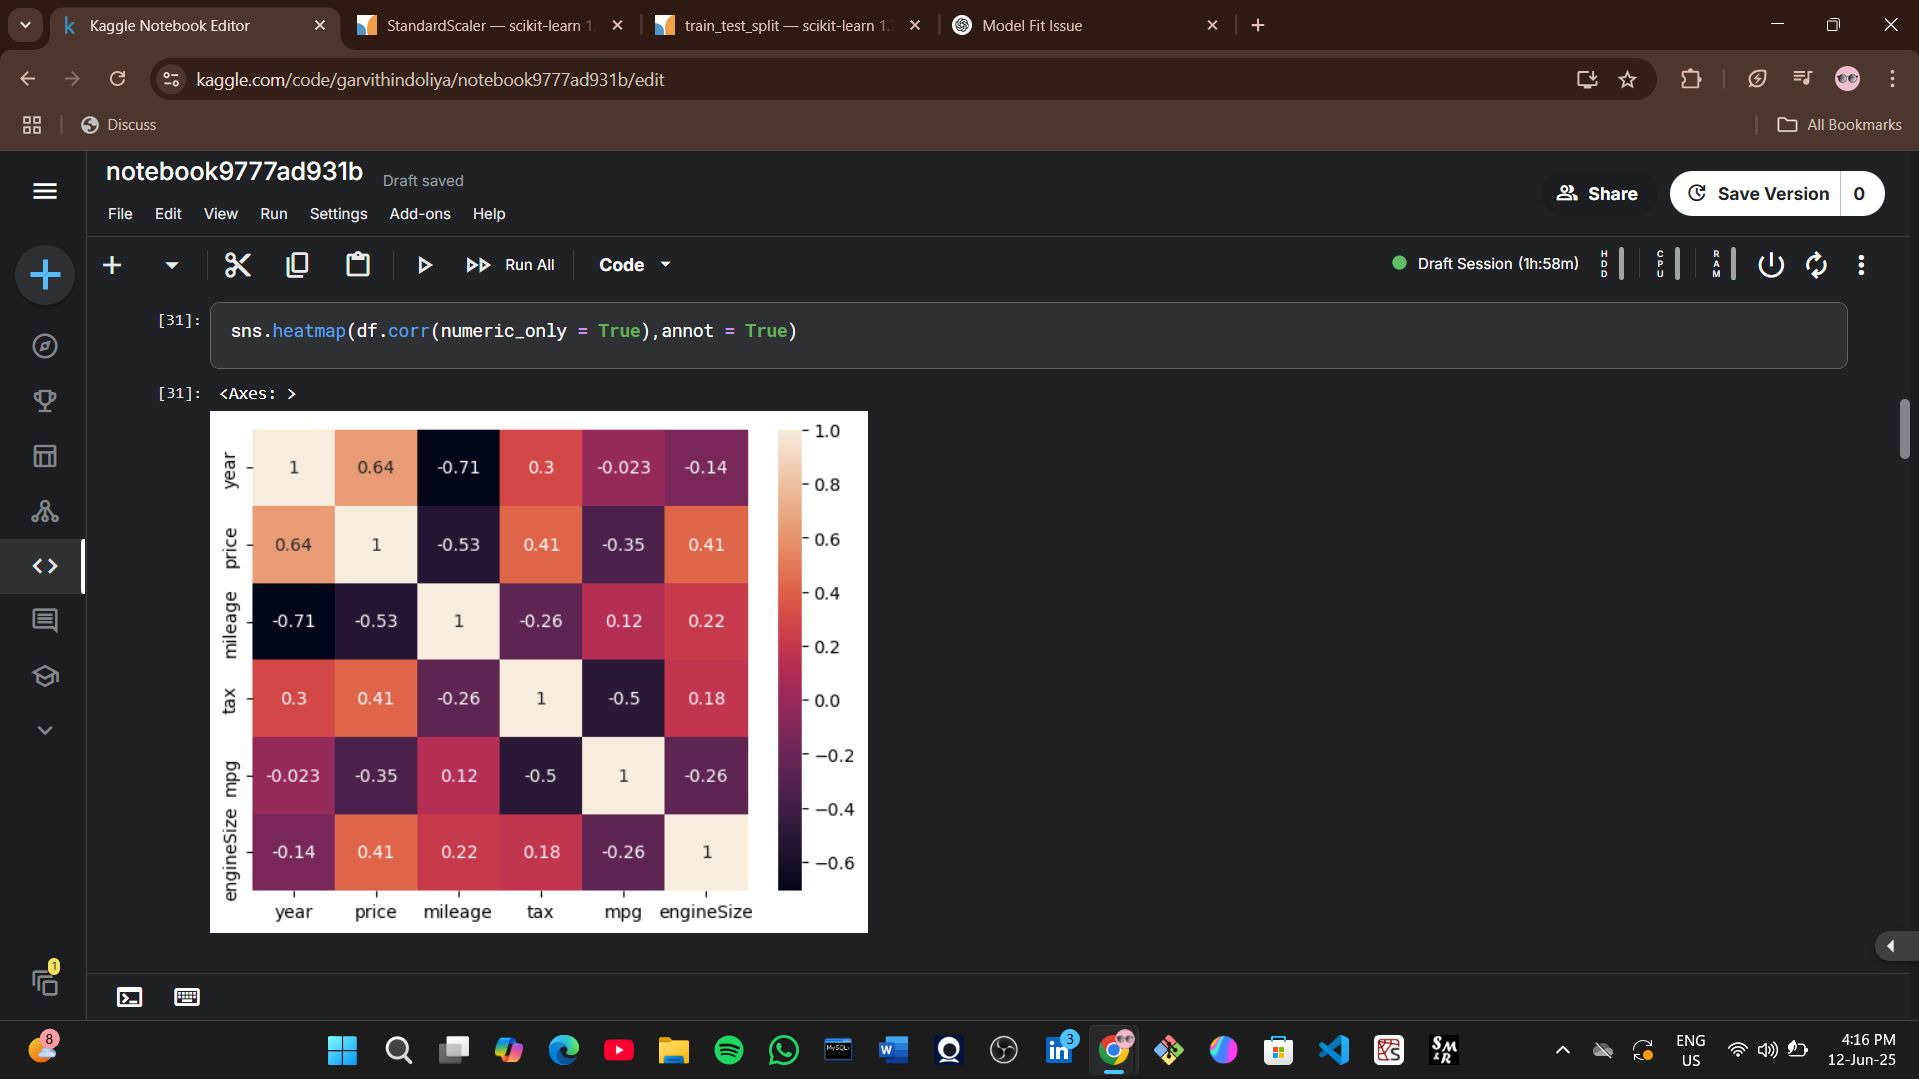 Kaggle Notebook Editor
StandardScaler — scikit-learn 1.
train_test_split — scikit-learn 1.
Model Fit Issue
kaggle.com/code/garvithindoliya/notebook9777ad931b/edit
Discuss
All Bookmarks
notebook9777ad931b
Draft saved
Share
Save Version
0
File
Edit
View
Run
Settings
Add-ons
Help
Run All
Code
Draft Session (1h:58m)
HDD
CPU
RAM
[31]:
sns.heatmap(df.corr(numeric_only = True),annot = True)
[31]:
<Axes: >
year 1 0.64 -0.71 0.3 -0.023 -0.14
price 0.64 1 -0.53 0.41 -0.35 0.41
mileage -0.71 -0.53 1 -0.26 0.12 0.22
tax 0.3 0.41 -0.26 1 -0.5 0.18
mpg -0.023 -0.35 0.12 -0.5 1 -0.26
engineSize -0.14 0.41 0.22 0.18 -0.26 1
year price mileage tax mpg engineSize
1.0
0.8
0.6
0.4
0.2
0.0
−0.2
−0.4
−0.6
1
8
MySQL
3
SM
&R
ENG
US
4:16 PM
12-Jun-25